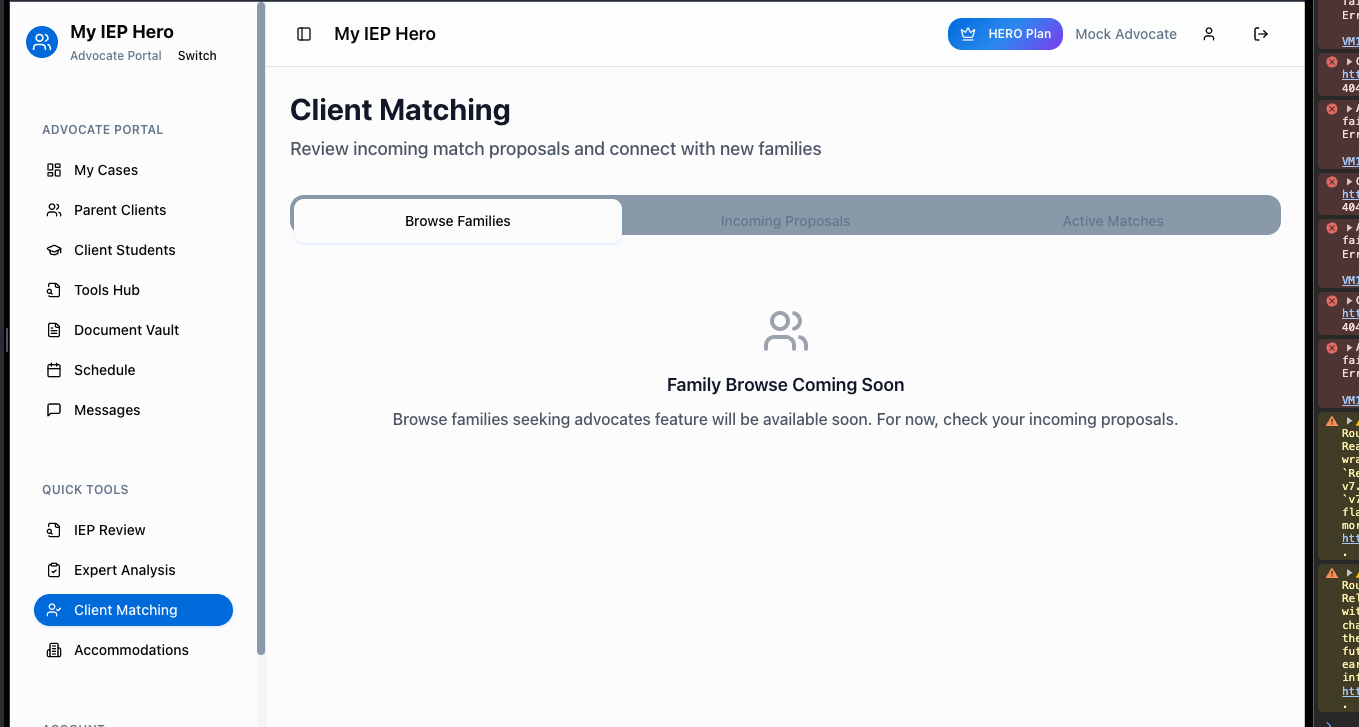 My IEP Hero
Advocate Portal Switch
ADVOCATE PORTAL
My Cases
Parent Clients
Client Students
Tools Hub
Document Vault
Schedule
Messages
QUICK TOOLS
IEP Review
Expert Analysis
Client Matching
Accommodations
My IEP Hero
HERO Plan
Mock Advocate
Client Matching
Review incoming match proposals and connect with new families
Browse Families
Incoming Proposals
Active Matches
Family Browse Coming Soon
Browse families seeking advocates feature will be available soon. For now, check your incoming proposals.